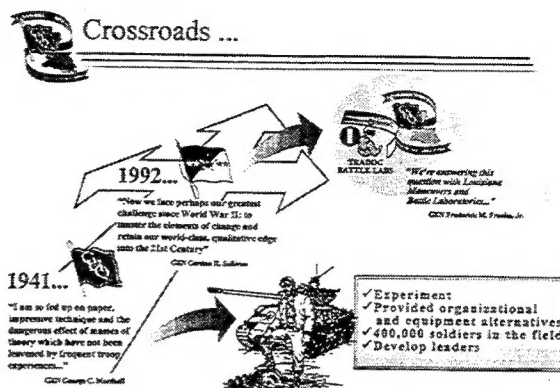 Crossroads ...
1992...
"Now we face perhaps our greatest
challenge since World War II: to
master the elements of change and
retain our world-class, qualitative edge
into the 21st Century"
GEN Gordon R. Sullivan
TRADOC
BATTLE LABS
"We're answering this
question with Louisiana
Maneuvers and
Battle Laboratories..."
GEN Frederick M. Franks, Jr.
1941...
"I am so fed up on paper,
impressive technique and the
dangerous effect of masses of
theory which have not been
leavened by frequent troop
experiences..."
GEN George C. Marshall
✓Experiment
✓Provided organizational
and equipment alternatives
✓400,000 soldiers in the field
✓Develop leaders